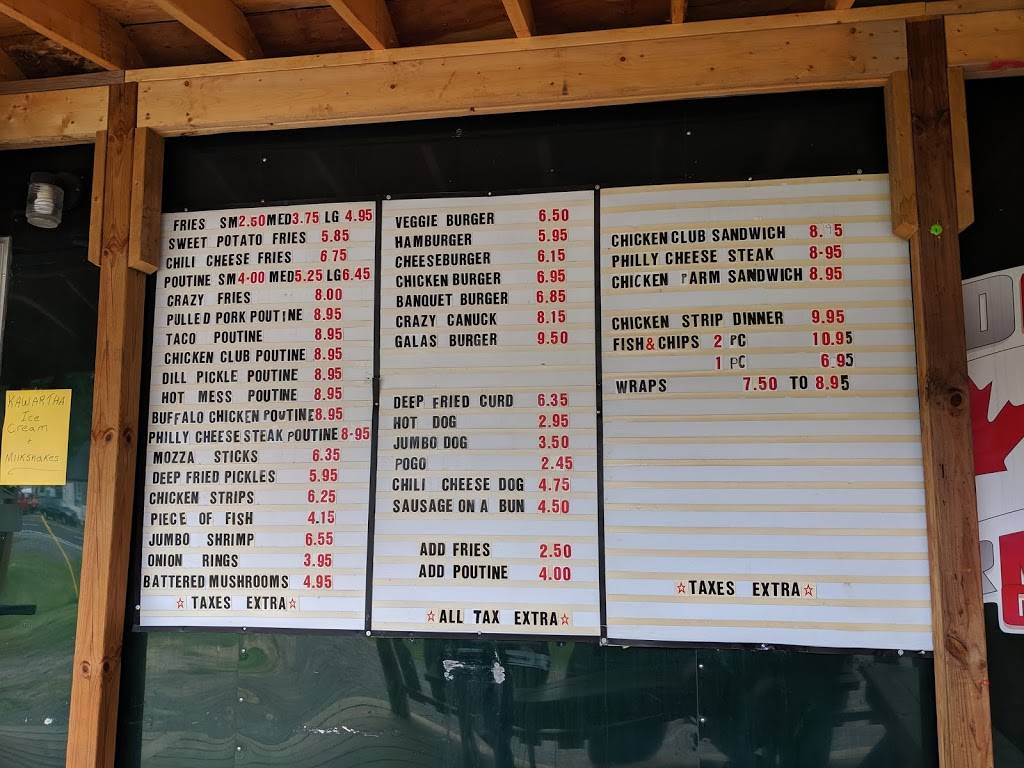 KAWARTHA
Ice
Cream
+
Milkshakes
FRIES SM 2.50 MED 3.75 LG 4.95
SWEET POTATO FRIES 5.85
CHILI CHEESE FRIES 6.75
POUTINE SM 4.00 MED 5.25 LG 6.45
CRAZY FRIES 8.00
PULLED PORK POUTINE 8.95
TACO POUTINE 8.95
CHICKEN CLUB POUTINE 8.95
DILL PICKLE POUTINE 8.95
HOT MESS POUTINE 8.95
BUFFALO CHICKEN POUTINE 8.95
PHILLY CHEESE STEAK POUTINE 8-95
MOZZA STICKS 6.35
DEEP FRIED PICKLES 5.95
CHICKEN STRIPS 6.25
PIECE OF FISH 4.15
JUMBO SHRIMP 6.55
ONION RINGS 3.95
BATTERED MUSHROOMS 4.95
☆ TAXES EXTRA ☆
VEGGIE BURGER 6.50
HAMBURGER 5.95
CHEESEBURGER 6.15
CHICKEN BURGER 6.95
BANQUET BURGER 6.85
CRAZY CANUCK 8.15
GALAS BURGER 9.50
DEEP FRIED CURD 6.35
HOT DOG 2.95
JUMBO DOG 3.50
POGO 2.45
CHILI CHEESE DOG 4.75
SAUSAGE ON A BUN 4.50
ADD FRIES 2.50
ADD POUTINE 4.00
☆ ALL TAX EXTRA ☆
CHICKEN CLUB SANDWICH 8.95
PHILLY CHEESE STEAK 8-95
CHICKEN PARM SANDWICH 8.95
CHICKEN STRIP DINNER 9.95
FISH & CHIPS 2 PC 10.95
1 PC 6.95
WRAPS 7.50 TO 8.95
☆ TAXES EXTRA ☆